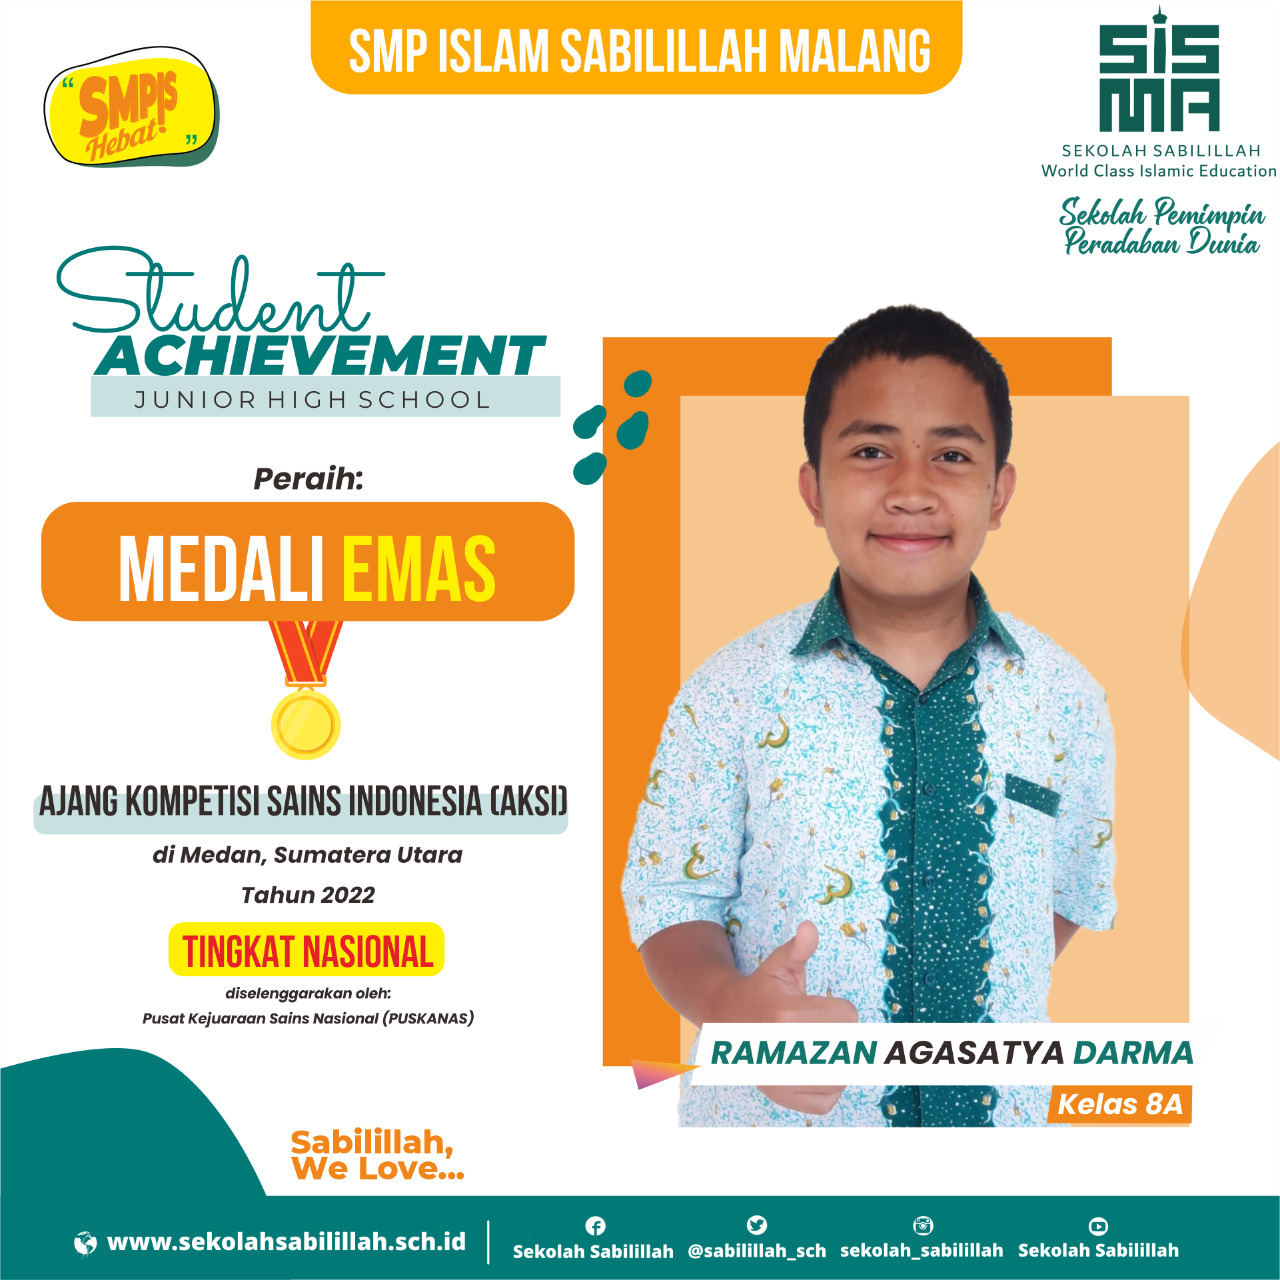 SMP ISLAM SABILILLAH MALANG
“SMPIS
Hebat!”
SISMA
SEKOLAH SABILILLAH
World Class Islamic Education
Sekolah Pemimpin
Peradaban Dunia
Student
ACHIEVEMENT
JUNIOR HIGH SCHOOL
Peraih:
MEDALI EMAS
AJANG KOMPETISI SAINS INDONESIA (AKSI)
di Medan, Sumatera Utara
Tahun 2022
TINGKAT NASIONAL
diselenggarakan oleh:
Pusat Kejuaraan Sains Nasional (PUSKANAS)
RAMAZAN AGASATYA DARMA
Kelas 8A
Sabilillah,
We Love...
www.sekolahsabilillah.sch.id
Sekolah Sabilillah
@sabilillah_sch
sekolah_sabilillah
Sekolah Sabilillah